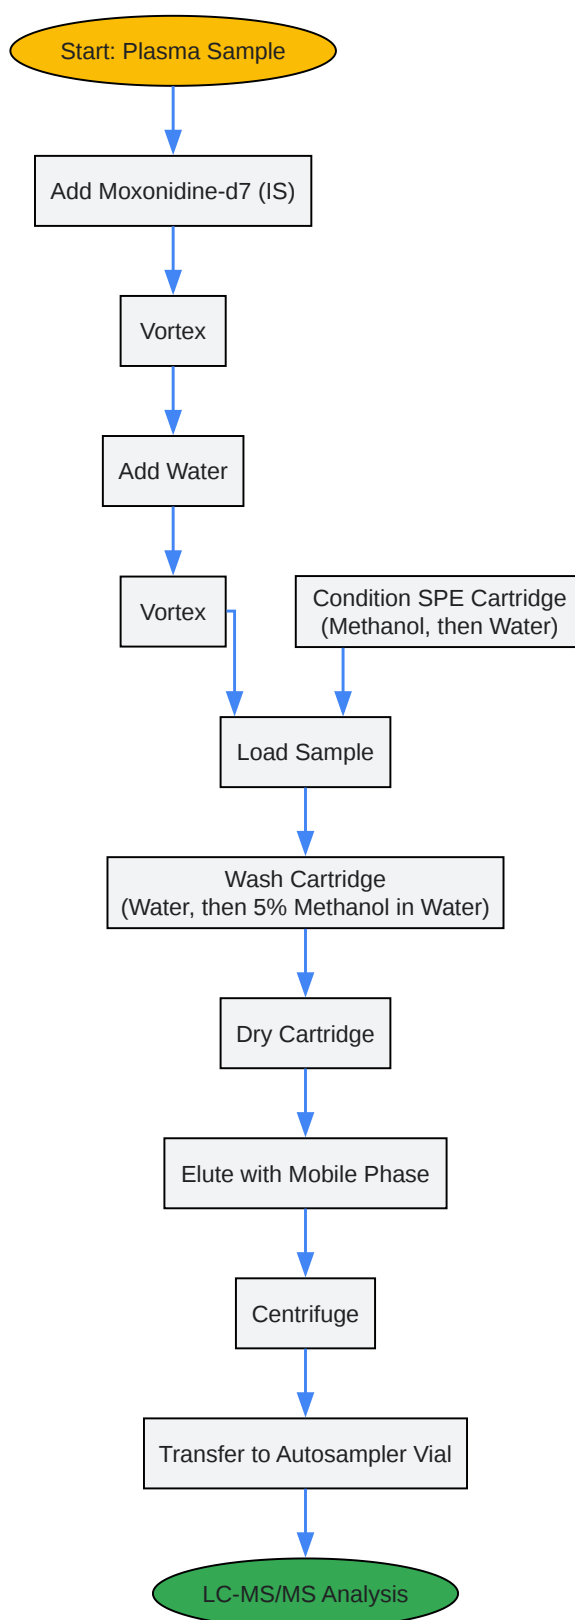 Start: Plasma Sample
Add Moxonidine-d7 (IS)
Vortex
Add Water
Vortex
Condition SPE Cartridge
(Methanol, then Water)
Load Sample
Wash Cartridge
(Water, then 5% Methanol in Water)
Dry Cartridge
Elute with Mobile Phase
Centrifuge
Transfer to Autosampler Vial
LC-MS/MS Analysis